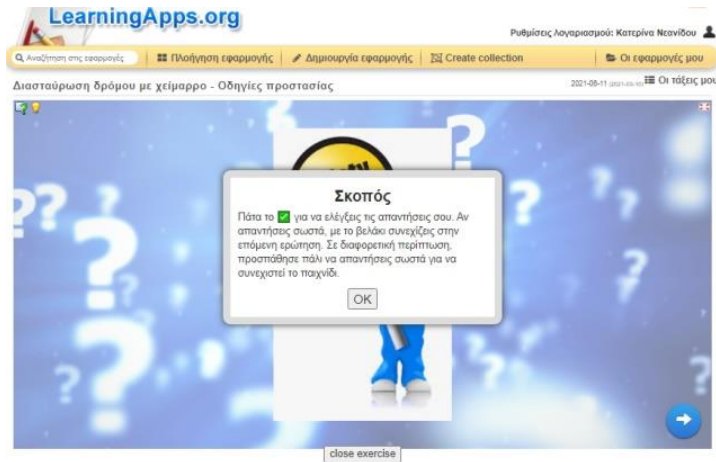 LearningApps.org
Ρυθμίσεις λογαριασμού: Κατερίνα Νεανίδου
Αναζήτηση στις εφαρμογές
Πλοήγηση εφαρμογής
Δημιουργία εφαρμογής
Create collection
Οι εφαρμογές μου
Διασταύρωση δρόμου με χείμαρρο - Οδηγίες προστασίας
2021-06-11
Οι τάξεις μου
Σκοπός
Πάτα το ✅ για να ελέγξεις τις απαντήσεις σου. Αν
απαντήσεις σωστά, με το βελάκι συνεχίζεις στην
επόμενη ερώτηση. Σε διαφορετική περίπτωση,
προσπάθησε πάλι να απαντήσεις σωστά για να
συνεχιστεί το παιχνίδι.
OK
close exercise